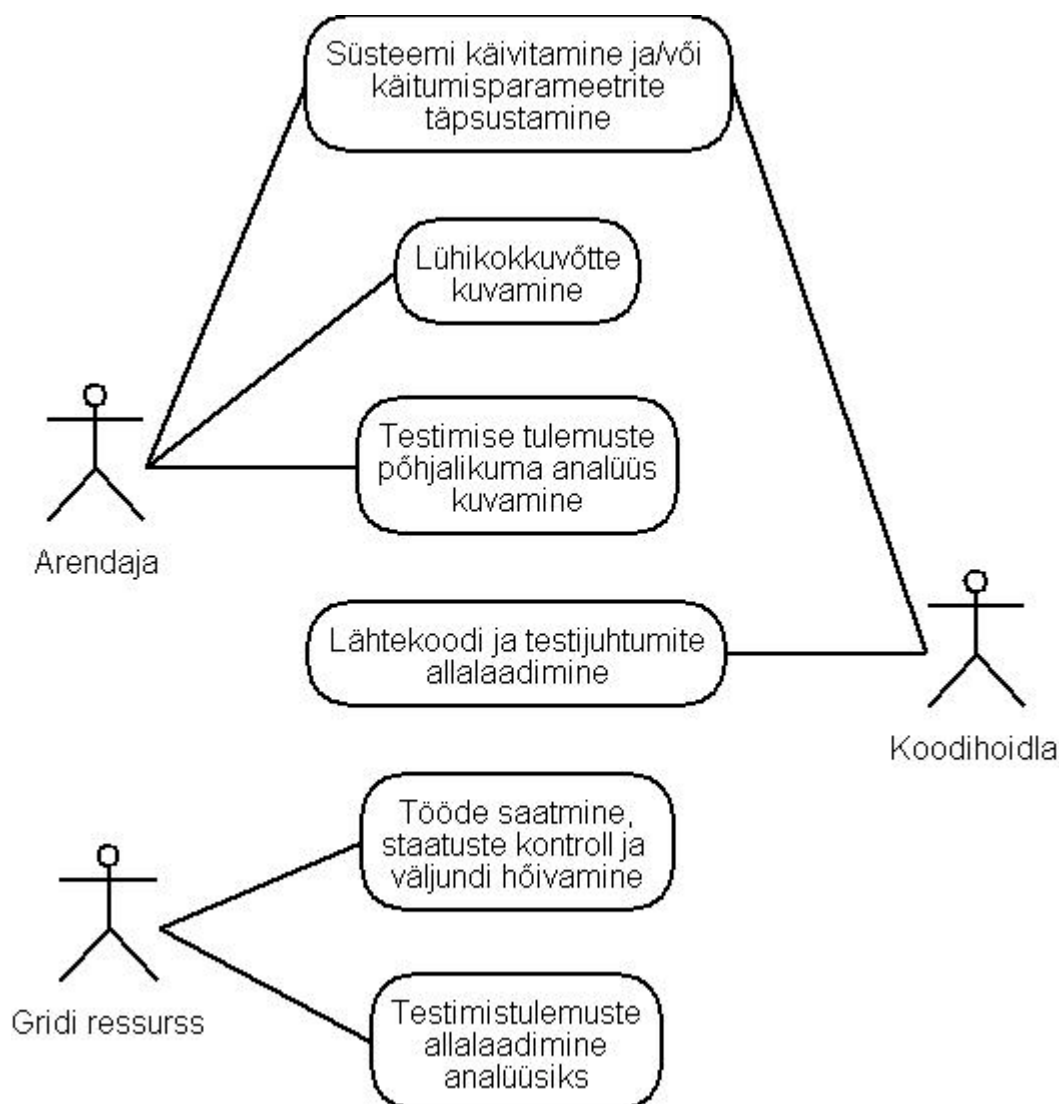 Süsteemi käivitamine ja/või
käitumisparameetrite
täpsustamine
Lühikokkuvõtte
kuvamine
Testimise tulemuste
põhjalikuma analüüs
kuvamine
Arendaja
Lähtekoodi ja testijuhtumite
allalaadimine
Koodihoidla
Tööde saatmine,
staatuste kontroll ja
väljundi hõivamine
Gridi ressurss
Testimistulemuste
allalaadimine
analüüsiks